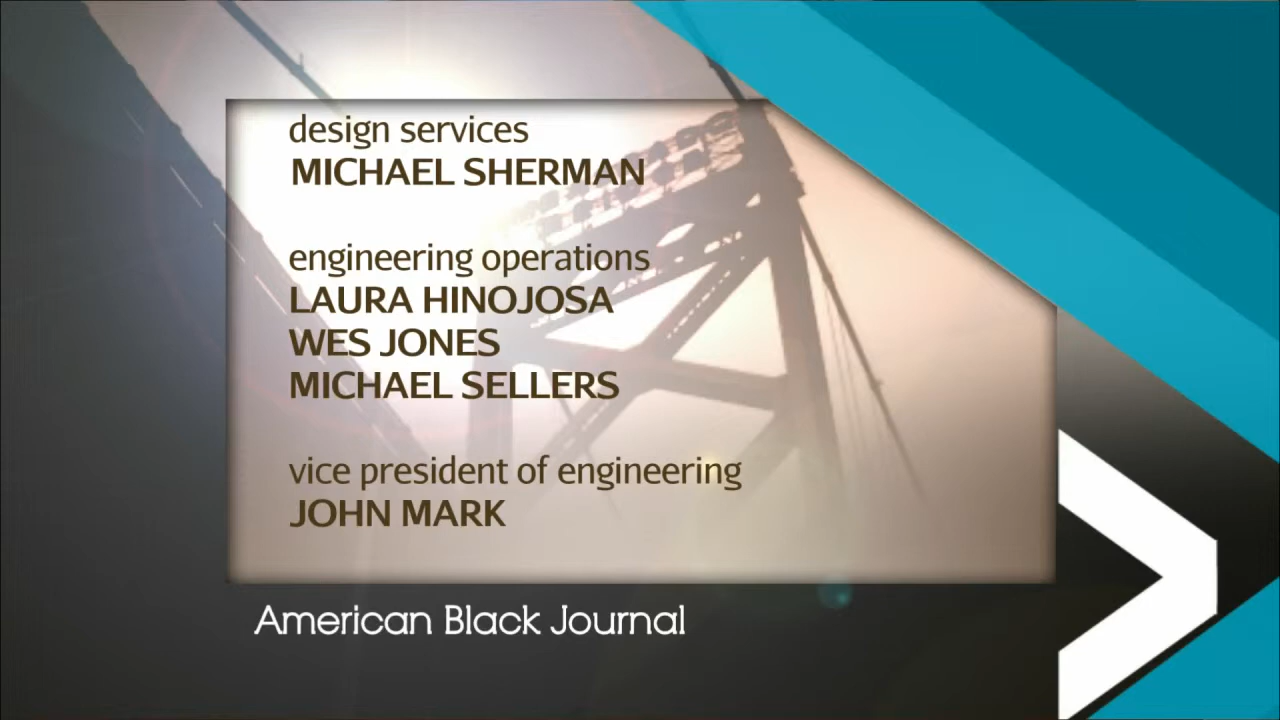 design services
MICHAEL SHERMAN
engineering operations
LAURA HINOJOSA
WES JONES
MICHAEL SELLERS
vice president of engineering
JOHN MARK
American Black Journal